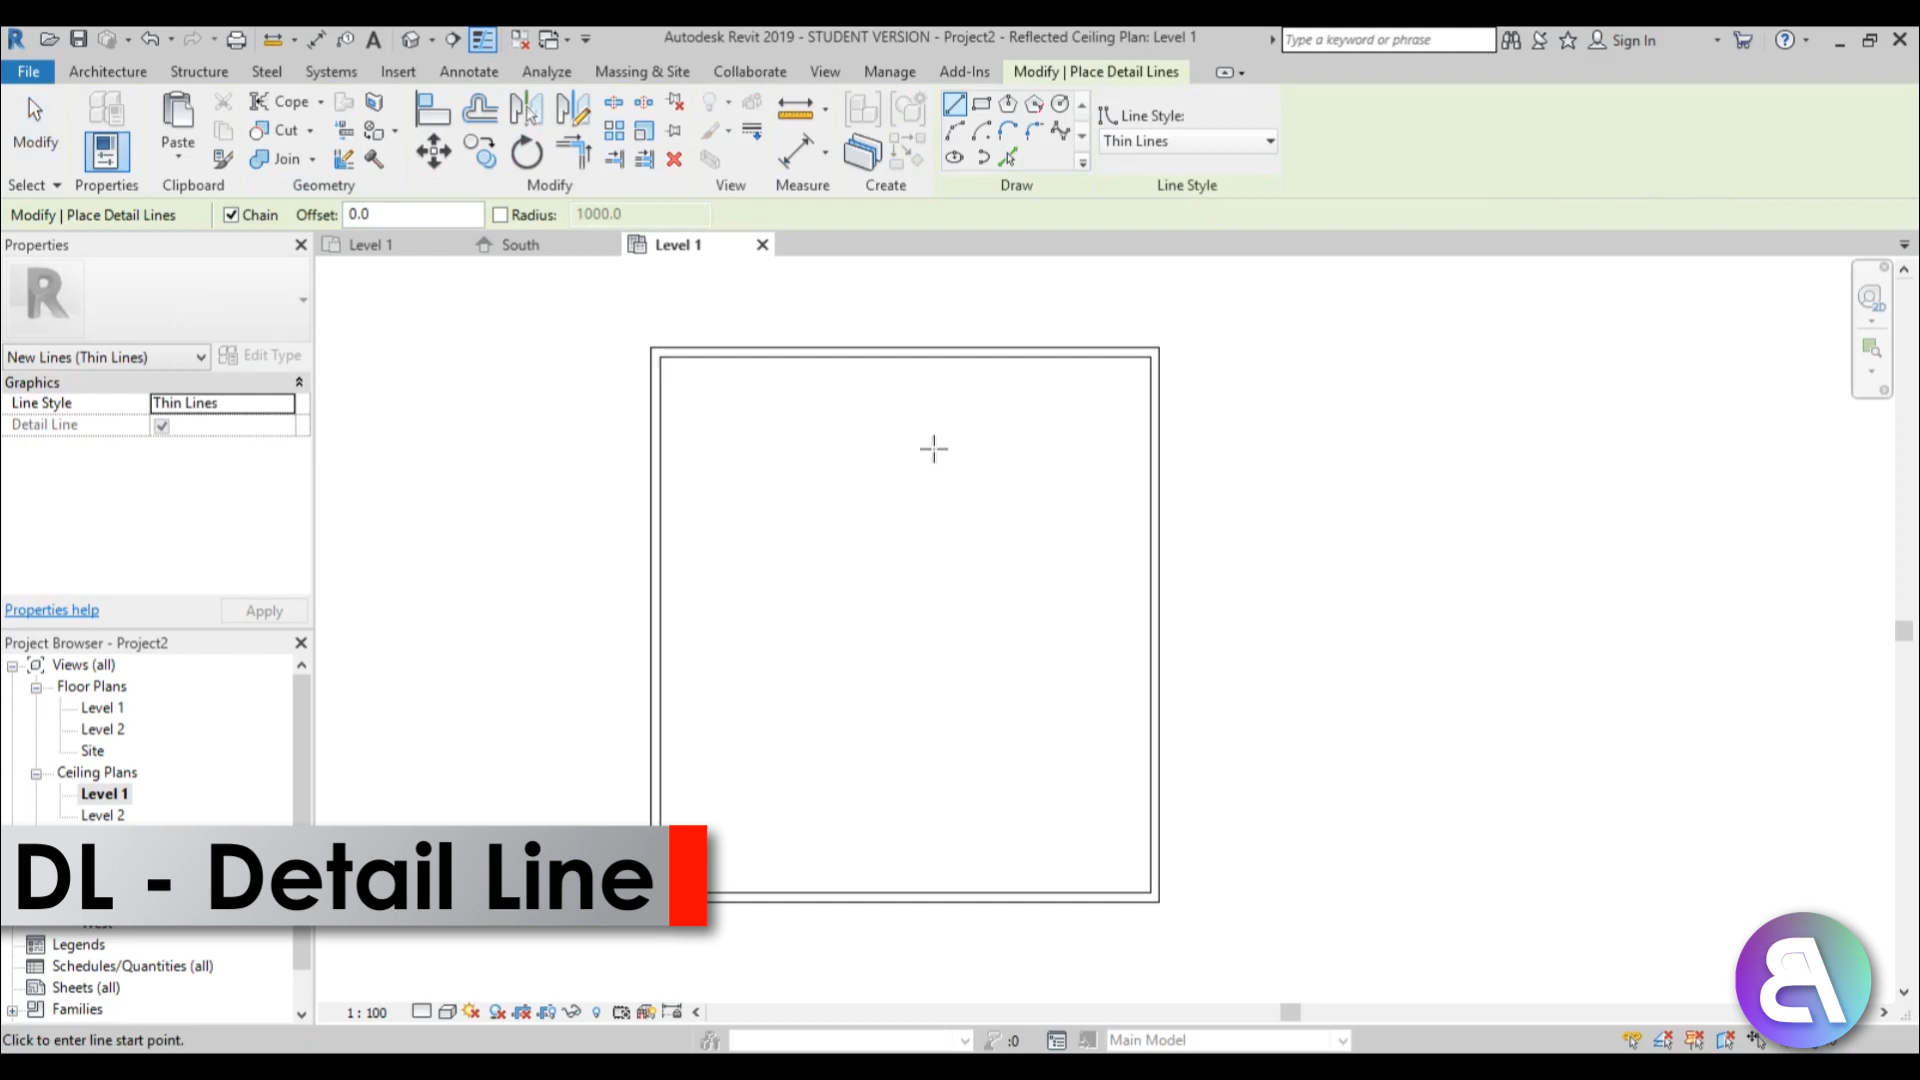 Autodesk Revit 2019 - STUDENT VERSION - Project2 - Reflected Ceiling Plan: Level 1
Type a keyword or phrase
Sign In
File Architecture Structure Steel Systems Insert Annotate Analyze Massing & Site Collaborate View Manage Add-Ins Modify | Place Detail Lines
Modify
Paste
Cope
Cut
Join
Line Style:
Thin Lines
Select Properties Clipboard Geometry Modify View Measure Create Draw Line Style
Modify | Place Detail Lines Chain Offset: 0.0 Radius: 1000.0
Properties
Level 1 South Level 1
R
2D
New Lines (Thin Lines) Edit Type
Graphics
Line Style Thin Lines
Detail Line
Properties help Apply
Project Browser - Project2
Views (all)
Floor Plans
Level 1
Level 2
Site
Ceiling Plans
Level 1
Level 2
DL - Detail Line
Legends
Schedules/Quantities (all)
Sheets (all)
Families
1 : 100
Click to enter line start point.
:0
Main Model